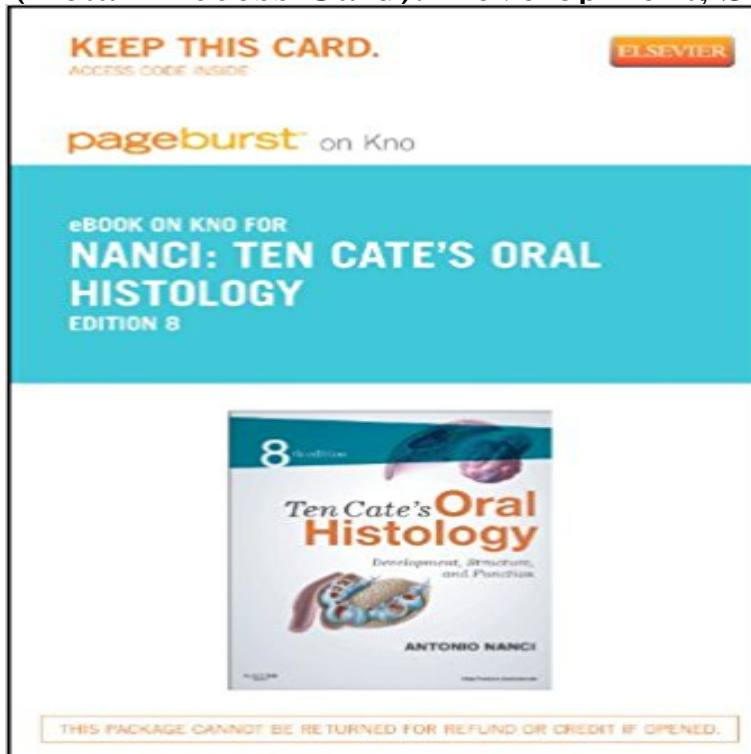 KEEP THIS CARD.
ACCESS CODE INSIDE
ELSEVIER
pageburst on Kno
eBOOK ON KNO FOR
NANCI: TEN CATE'S ORAL
HISTOLOGY
EDITION 8
8th edition
Ten Cate's Oral
Histology
Development, Structure,
and Function
ANTONIO NANCI
THIS PACKAGE CANNOT BE RETURNED FOR REFUND OR CREDIT IF OPENED.